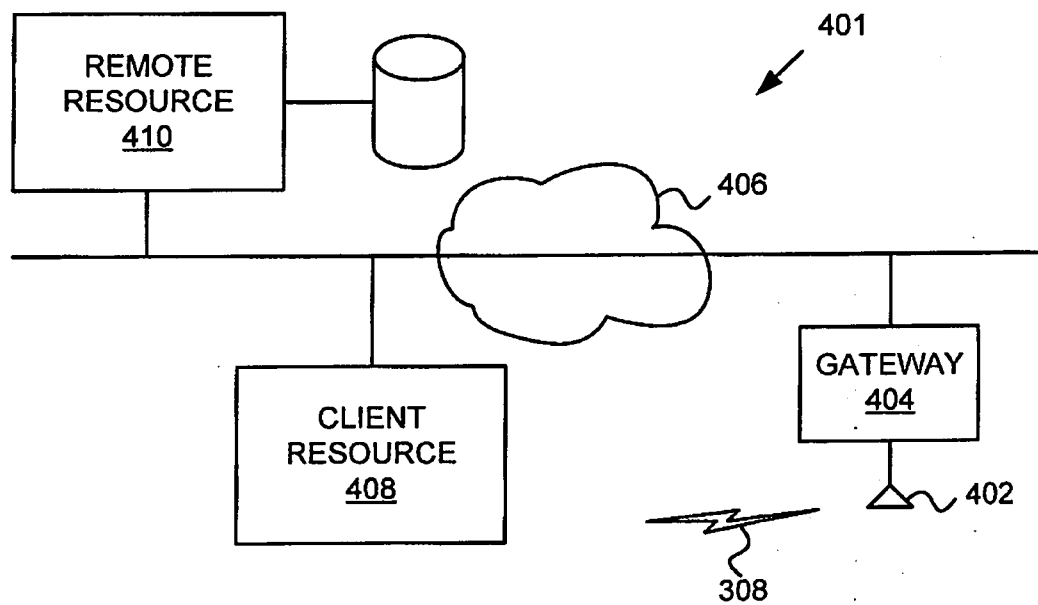 401
REMOTE
RESOURCE
410
406
GATEWAY
404
CLIENT
RESOURCE
408
402
308